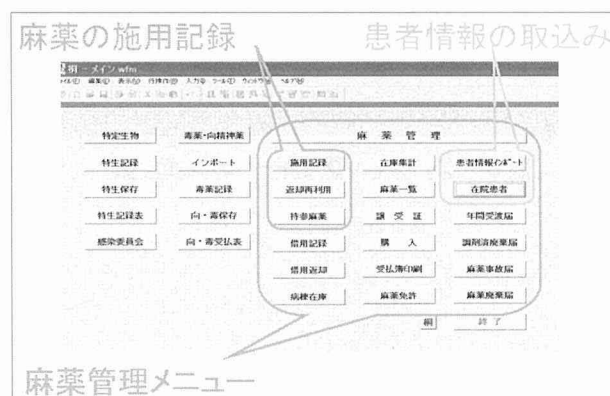 麻薬の施用記録 患者情報の取込み
桐 - メイン.wfm
特定生物 毒薬・向精神薬 麻薬管理
特生記録 インポート 施用記録 在庫集計 患者情報インポート
特生保存 毒薬記録 返却再利用 麻薬一覧 在院患者
特生記録表 向・毒保存 持参麻薬 譲受証 年間受渡届
感染委員会 向・毒受払表 借用記録 購入 調剤済廃棄届
借用返却 受払簿印刷 麻薬事故届
病棟在庫 麻薬免許 麻薬廃棄届
桐 終了
麻薬管理メニュー